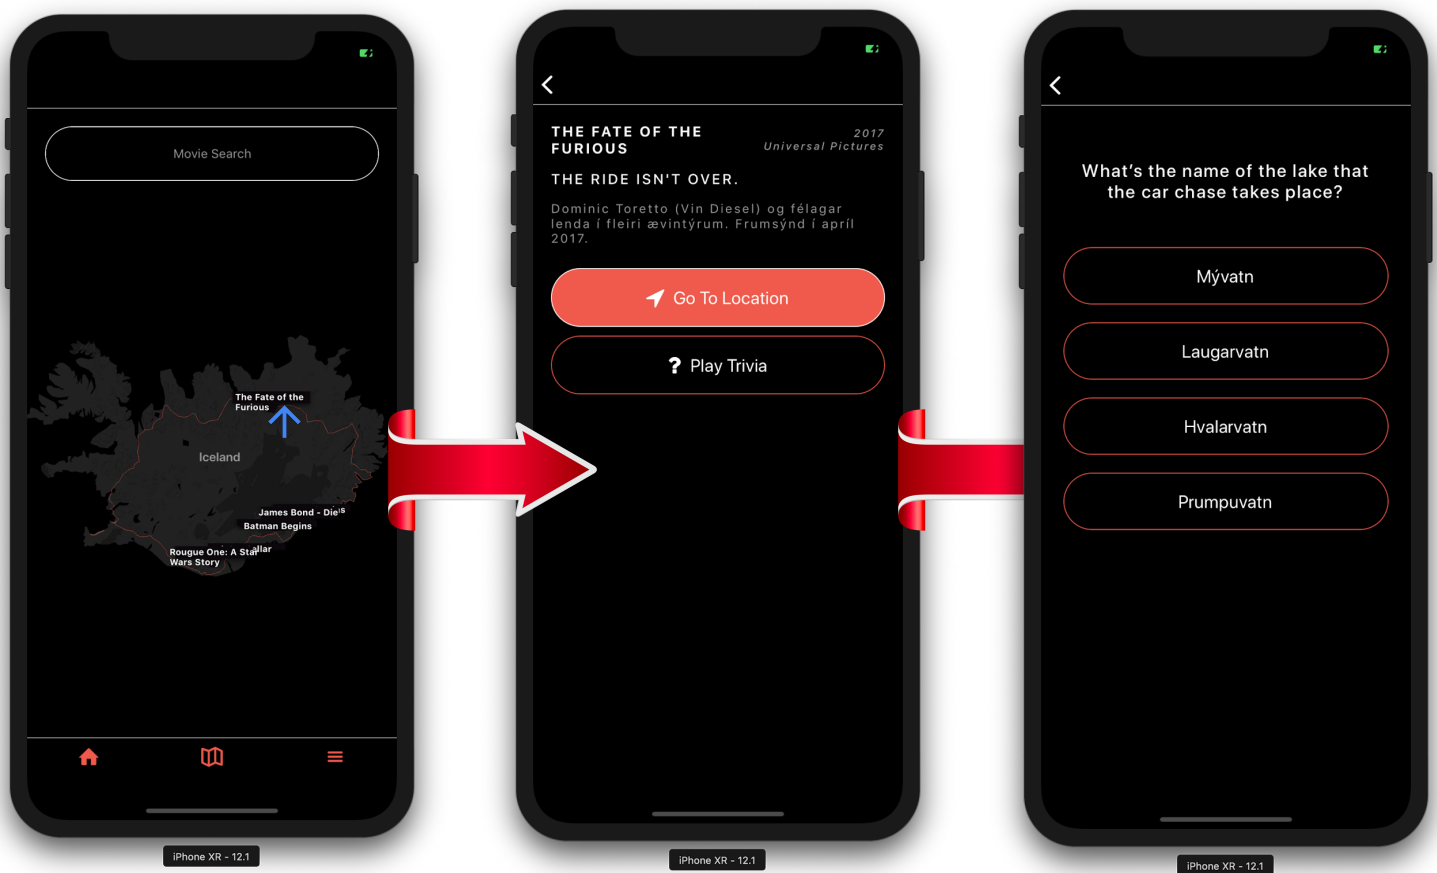 Movie Search
The Fate of the
Furious
Iceland
James Bond - Die
Batman Begins
Rougue One: A Star
Wars Story
iPhone XR - 12.1
THE FATE OF THE
FURIOUS
2017
Universal Pictures
THE RIDE ISN'T OVER.
Dominic Toretto (Vin Diesel) og félagar
lenda í fleiri ævintýrum. Frumsýnd í apríl
2017.
Go To Location
? Play Trivia
iPhone XR - 12.1
What's the name of the lake that
the car chase takes place?
Mývatn
Laugarvatn
Hvalarvatn
Prumpuvatn
iPhone XR - 12.1